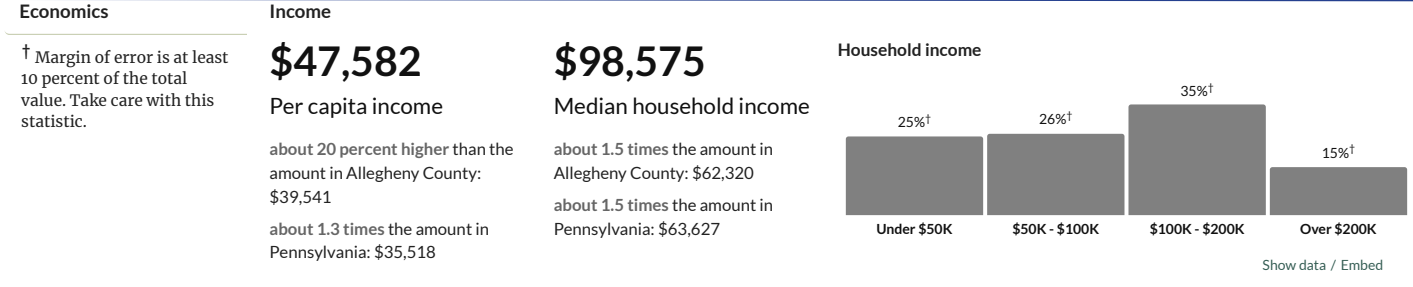 Economics
† Margin of error is at least
10 percent of the total
value. Take care with this
statistic.
Income
$47,582
Per capita income
about 20 percent higher than the
amount in Allegheny County:
$39,541
about 1.3 times the amount in
Pennsylvania: $35,518
$98,575
Median household income
about 1.5 times the amount in
Allegheny County: $62,320
about 1.5 times the amount in
Pennsylvania: $63,627
Household income
25%† 26%† 35%† 15%†
Under $50K $50K - $100K $100K - $200K Over $200K
Show data / Embed